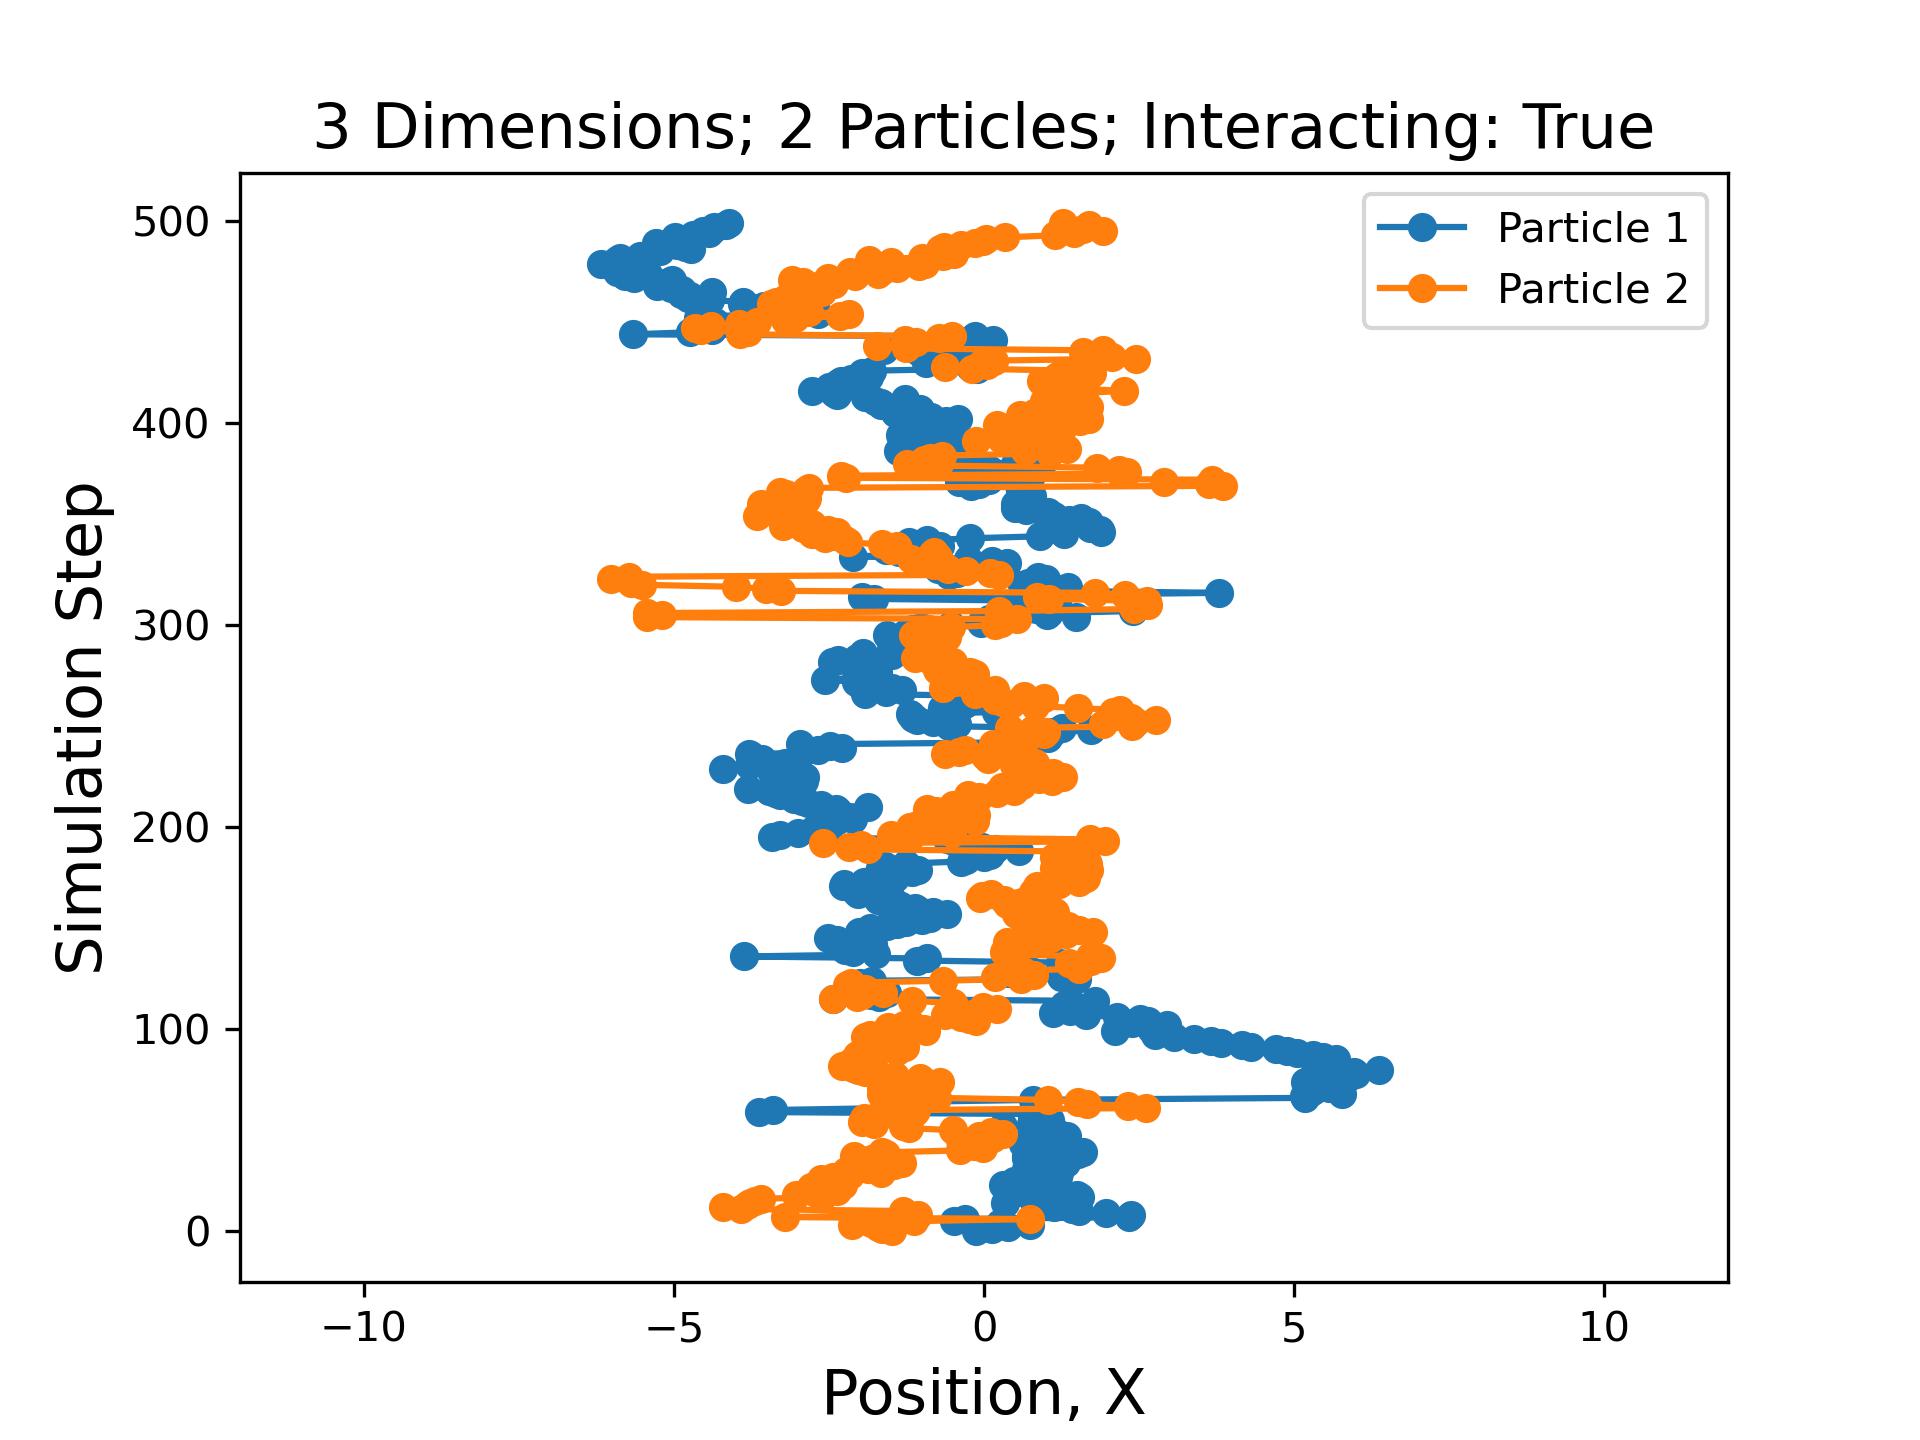 3 Dimensions; 2 Particles; Interacting: True
Particle 1
Particle 2
Simulation Step
500
400
300
200
100
0
−10
−5
0
5
10
Position, X